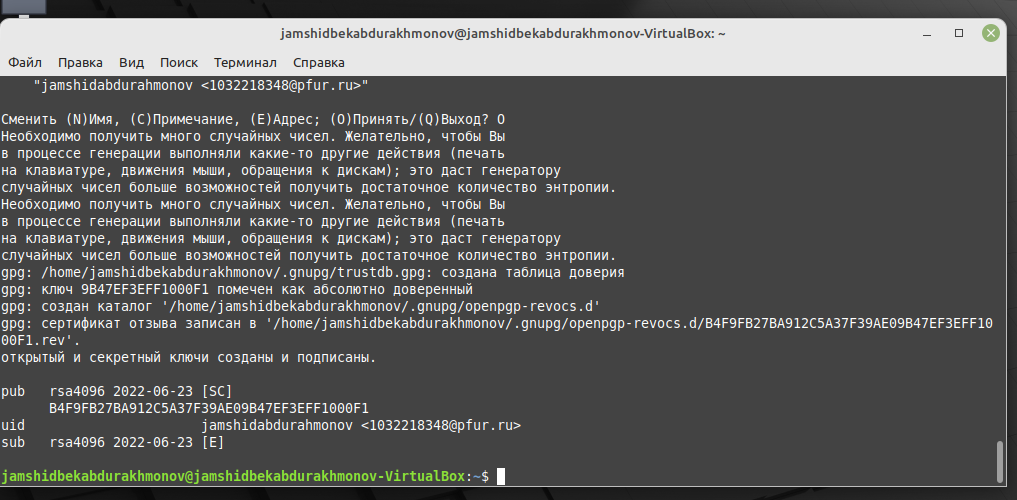 jamshidbekabdurakhmonov@jamshidbekabdurakhmonov-VirtualBox: ~
Файл Правка Вид Поиск Терминал Справка
"jamshidabdurahmonov <1032218348@pfur.ru>"
Сменить (N)Имя, (C)Примечание, (E)Адрес; (O)Принять/(Q)Выход? O
Необходимо получить много случайных чисел. Желательно, чтобы Вы
в процессе генерации выполняли какие-то другие действия (печать
на клавиатуре, движения мыши, обращения к дискам); это даст генератору
случайных чисел больше возможностей получить достаточное количество энтропии.
Необходимо получить много случайных чисел. Желательно, чтобы Вы
в процессе генерации выполняли какие-то другие действия (печать
на клавиатуре, движения мыши, обращения к дискам); это даст генератору
случайных чисел больше возможностей получить достаточное количество энтропии.
gpg: /home/jamshidbekabdurakhmonov/.gnupg/trustdb.gpg: создана таблица доверия
gpg: ключ 9B47EF3EFF1000F1 помечен как абсолютно доверенный
gpg: создан каталог '/home/jamshidbekabdurakhmonov/.gnupg/openpgp-revocs.d'
gpg: сертификат отзыва записан в '/home/jamshidbekabdurakhmonov/.gnupg/openpgp-revocs.d/B4F9FB27BA912C5A37F39AE09B47EF3EFF10
00F1.rev'.
открытый и секретный ключи созданы и подписаны.
pub rsa4096 2022-06-23 [SC]
B4F9FB27BA912C5A37F39AE09B47EF3EFF1000F1
uid jamshidabdurahmonov <1032218348@pfur.ru>
sub rsa4096 2022-06-23 [E]
jamshidbekabdurakhmonov@jamshidbekabdurakhmonov-VirtualBox:~$